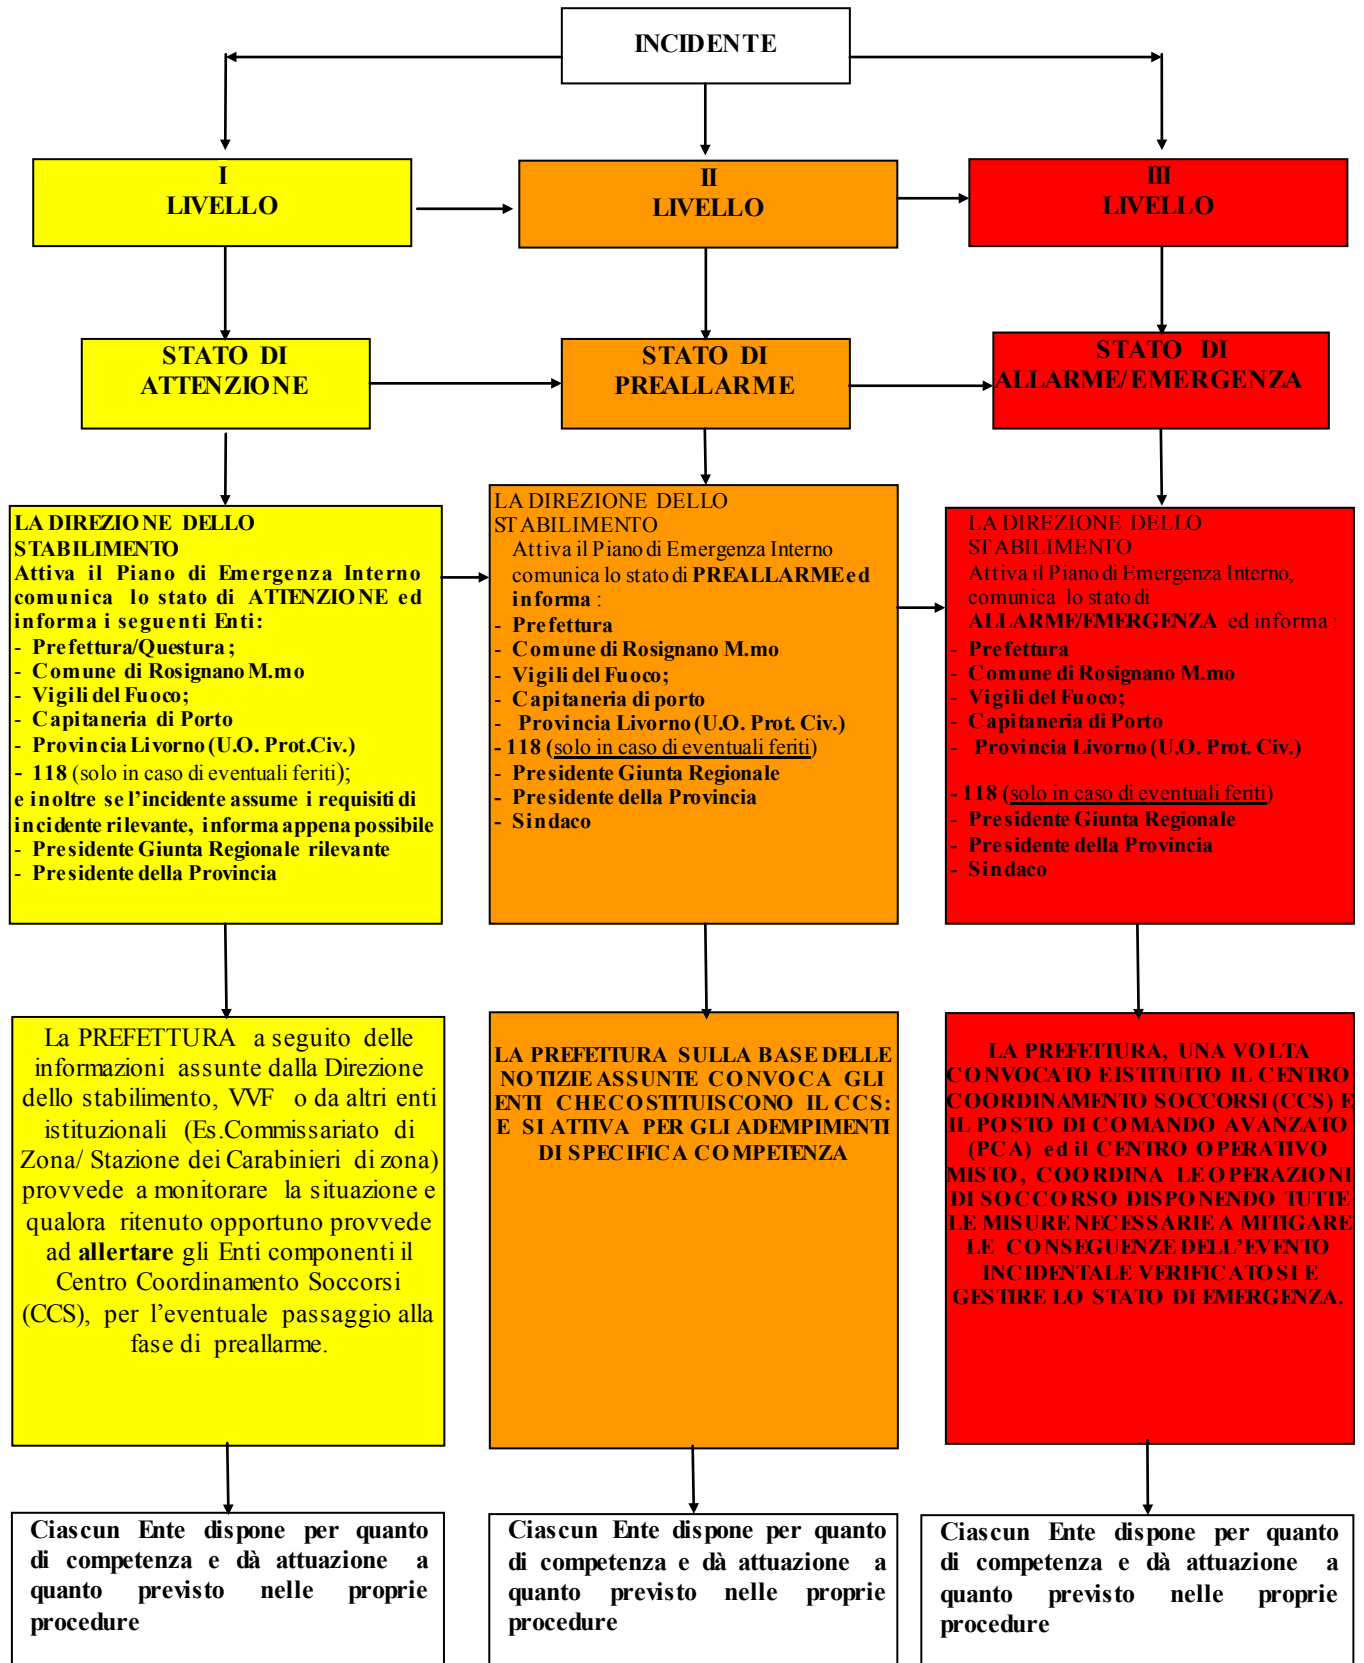 INCIDENTE
I
LIVELLO
II
LIVELLO
III
LIVELLO
STATO DI
ATTENZIONE
STATO DI
PREALLARME
STATO DI
ALLARME/EMERGENZA
LA DIREZIONE DELLO
STABILIMENTO
Attiva il Piano di Emergenza Interno
comunica lo stato di ATTENZIONE ed
informa i seguenti Enti:
- Prefettura/Questura;
- Comune di Rosignano M.mo
- Vigili del Fuoco;
- Capitaneria di Porto
- Provincia Livorno (U.O. Prot.Civ.)
- 118 (solo in caso di eventuali feriti);
e inoltre se l’incidente assume i requisiti di
incidente rilevante, informa appena possibile
- Presidente Giunta Regionale rilevante
- Presidente della Provincia
LA DIREZIONE DELLO
STABILIMENTO
Attiva il Piano di Emergenza Interno
comunica lo stato di PREALLARME ed
informa :
- Prefettura
- Comune di Rosignano M.mo
- Vigili del Fuoco;
- Capitaneria di porto
- Provincia Livorno (U.O. Prot. Civ.)
- 118 (solo in caso di eventuali feriti)
- Presidente Giunta Regionale
- Presidente della Provincia
- Sindaco
LA DIREZIONE DELLO
STABILIMENTO
Attiva il Piano di Emergenza Interno,
comunica lo stato di
ALLARME/EMERGENZA ed informa :
- Prefettura
- Comune di Rosignano M.mo
- Vigili del Fuoco;
- Capitaneria di Porto
- Provincia Livorno (U.O. Prot. Civ.)
- 118 (solo in caso di eventuali feriti)
- Presidente Giunta Regionale
- Presidente della Provincia
- Sindaco
La PREFETTURA a seguito delle
informazioni assunte dalla Direzione
dello stabilimento, VVF o da altri enti
istituzionali (Es.Commissariato di
Zona/ Stazione dei Carabinieri di zona)
provvede a monitorare la situazione e
qualora ritenuto opportuno provvede
ad allertare gli Enti componenti il
Centro Coordinamento Soccorsi
(CCS), per l’eventuale passaggio alla
fase di preallarme.
LA PREFETTURA SULLA BASE DELLE
NOTIZIE ASSUNTE CONVOCA GLI
ENTI CHE COSTITUISCONO IL CCS:
E SI ATTIVA PER GLI ADEMPIMENTI
DI SPECIFICA COMPETENZA
LA PREFETTURA, UNA VOLTA
CONVOCATO E ISTITUITO IL CENTRO
COORDINAMENTO SOCCORSI (CCS) E
IL POSTO DI COMANDO AVANZATO
(PCA) ed il CENTRO OPERATIVO
MISTO, COORDINA LE OPERAZIONI
DI SOCCORSO DISPONENDO TUTTE
LE MISURE NECESSARIE A MITIGARE
LE CONSEGUENZE DELL’EVENTO
INCIDENTALE VERIFICATOSI E
GESTIRE LO STATO DI EMERGENZA.
Ciascun Ente dispone per quanto
di competenza e dà attuazione a
quanto previsto nelle proprie
procedure
Ciascun Ente dispone per quanto
di competenza e dà attuazione a
quanto previsto nelle proprie
procedure
Ciascun Ente dispone per quanto
di competenza e dà attuazione a
quanto previsto nelle proprie
procedure